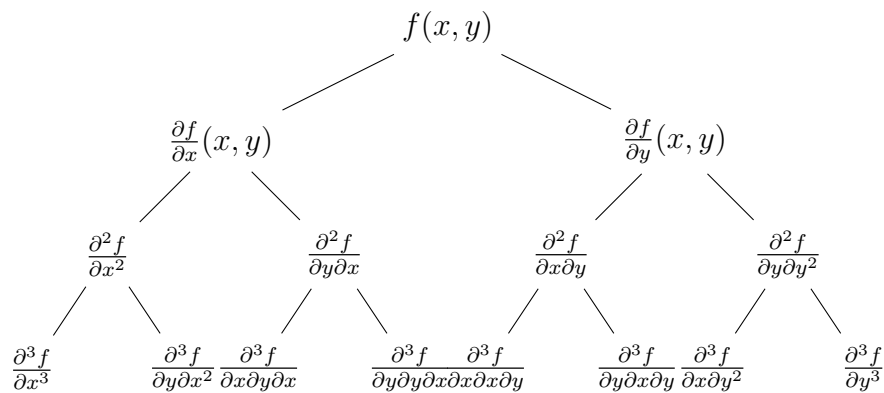 f(x, y)
∂f/∂x (x, y) ∂f/∂y (x, y)
∂²f/∂x² ∂²f/∂y∂x ∂²f/∂x∂y ∂²f/∂y∂y²
∂³f/∂x³ ∂³f/∂y∂x² ∂³f/∂x∂y∂x ∂³f/∂y∂y∂x ∂³f/∂x∂x∂y ∂³f/∂y∂x∂y ∂³f/∂x∂y² ∂³f/∂y³